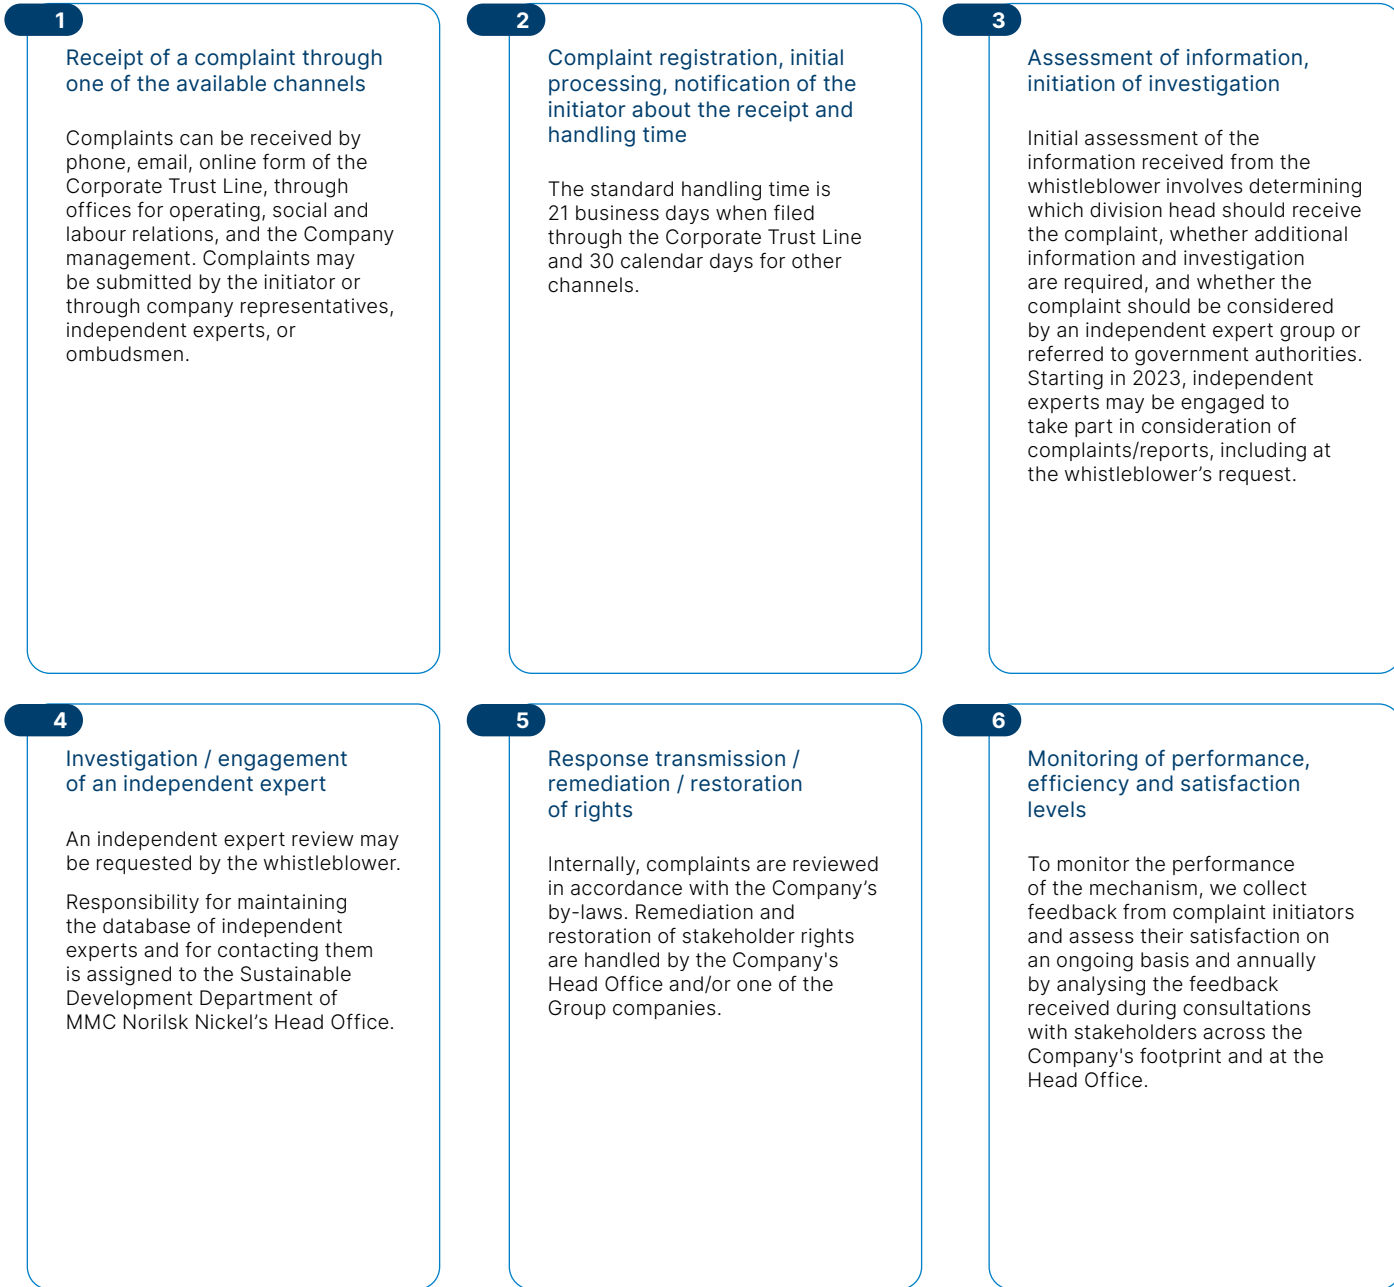 1
Receipt of a complaint through
one of the available channels
Complaints can be received by
phone, email, online form of the
Corporate Trust Line, through
offices for operating, social and
labour relations, and the Company
management. Complaints may
be submitted by the initiator or
through company representatives,
independent experts, or
ombudsmen.
2
Complaint registration, initial
processing, notification of the
initiator about the receipt and
handling time
The standard handling time is
21 business days when filed
through the Corporate Trust Line
and 30 calendar days for other
channels.
3
Assessment of information,
initiation of investigation
Initial assessment of the
information received from the
whistleblower involves determining
which division head should receive
the complaint, whether additional
information and investigation
are required, and whether the
complaint should be considered
by an independent expert group or
referred to government authorities.
Starting in 2023, independent
experts may be engaged to
take part in consideration of
complaints/reports, including at
the whistleblower’s request.
4
Investigation / engagement
of an independent expert
An independent expert review may
be requested by the whistleblower.
Responsibility for maintaining
the database of independent
experts and for contacting them
is assigned to the Sustainable
Development Department of
MMC Norilsk Nickel’s Head Office.
5
Response transmission /
remediation / restoration
of rights
Internally, complaints are reviewed
in accordance with the Company’s
by-laws. Remediation and
restoration of stakeholder rights
are handled by the Company's
Head Office and/or one of the
Group companies.
6
Monitoring of performance,
efficiency and satisfaction
levels
To monitor the performance
of the mechanism, we collect
feedback from complaint initiators
and assess their satisfaction on
an ongoing basis and annually
by analysing the feedback
received during consultations
with stakeholders across the
Company's footprint and at the
Head Office.